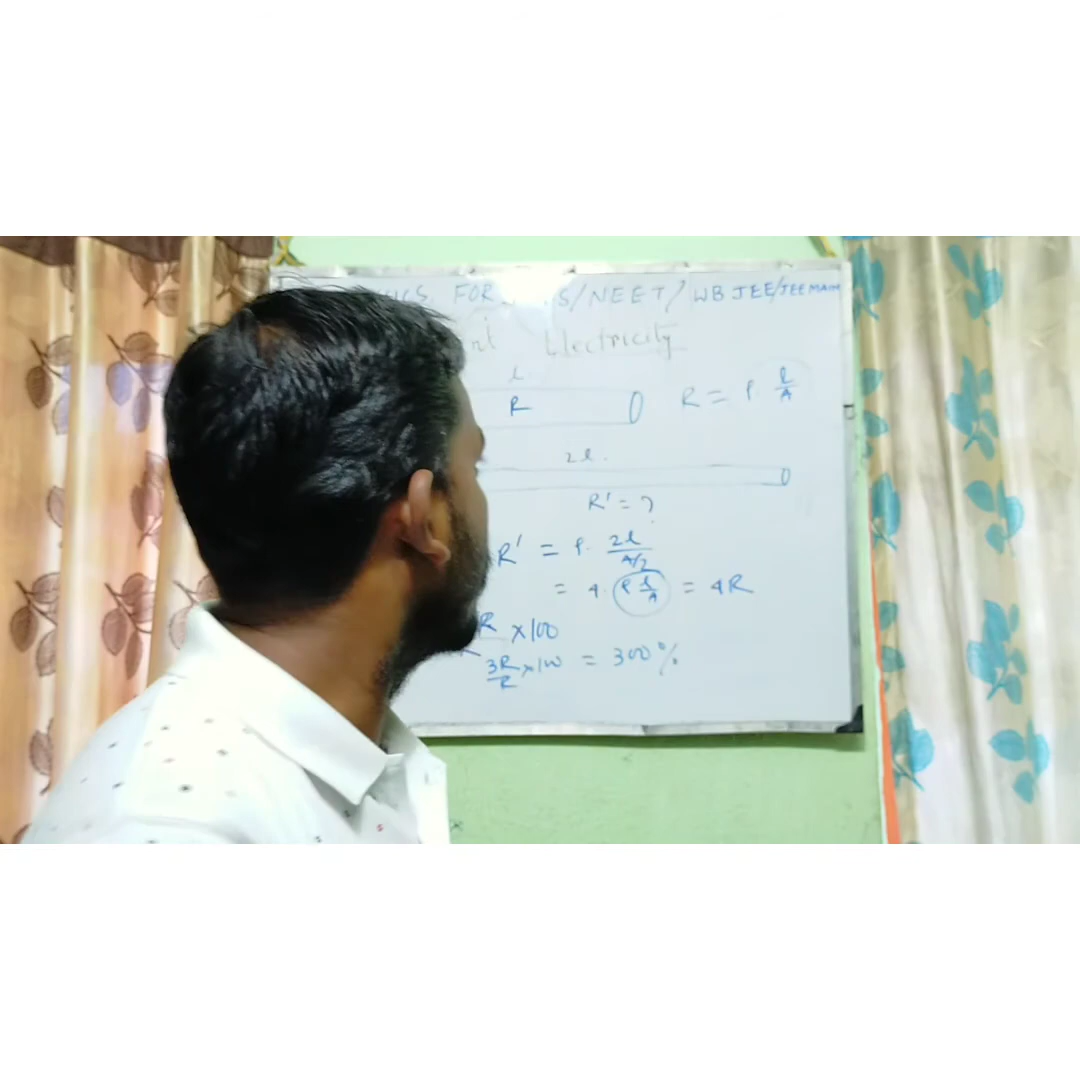 FOR S/NEET/ WB JEE/JEE MAIN
Electricity
l
R R = ρ l/A
2l.
R' = ?
R' = ρ. 2l/A/2
= 4. ρ l/A = 4R
R ×100
3R/R ×100 = 300%